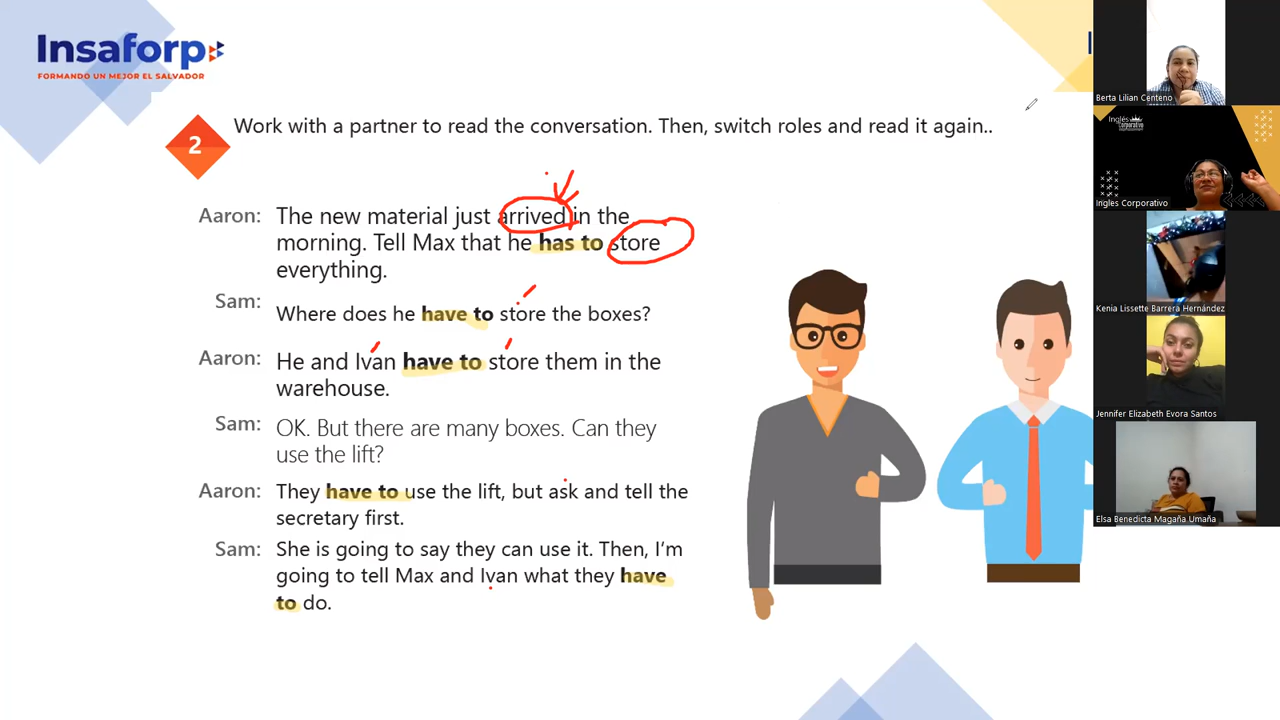 Insaforp
FORMANDO UN MEJOR EL SALVADOR
2
Work with a partner to read the conversation. Then, switch roles and read it again..
Aaron: The new material just arrived in the
morning. Tell Max that he has to store
everything.
Sam: Where does he have to store the boxes?
Aaron: He and Ivan have to store them in the
warehouse.
Sam: OK. But there are many boxes. Can they
use the lift?
Aaron: They have to use the lift, but ask and tell the
secretary first.
Sam: She is going to say they can use it. Then, I'm
going to tell Max and Ivan what they have
to do.
Berta Lilian Centeno
Inglés
Corporativo
Ingles Corporativo
Kenia Lissette Barrera Hernández
Jennifer Elizabeth Evora Santos
Elsa Benedicta Magaña Umaña